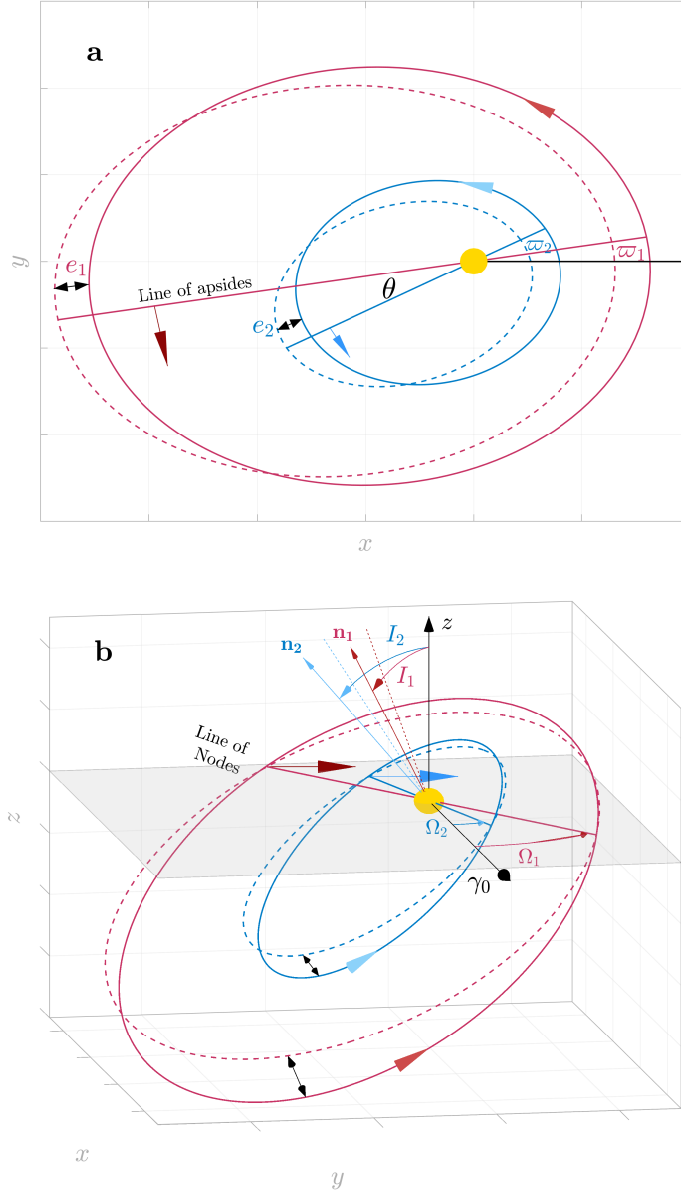 a
y
e₁
Line of apsides
θ
e₂
ϖ₂
ϖ₁
x
b
n₂
n₁
I₂
z
I₁
Line of
Nodes
Ω₂
Ω₁
γ₀
z
x
y